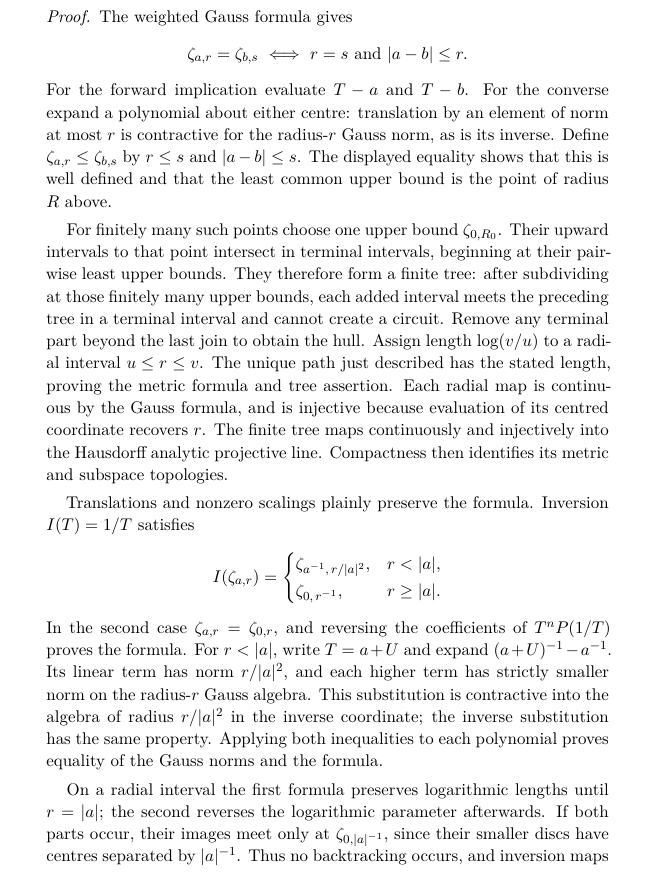 Proof. The weighted Gauss formula gives
ζ_{a,r} = ζ_{b,s} ⟺ r = s and |a − b| ≤ r.
For the forward implication evaluate T − a and T − b. For the converse
expand a polynomial about either centre: translation by an element of norm
at most r is contractive for the radius-r Gauss norm, as is its inverse. Define
ζ_{a,r} ≤ ζ_{b,s} by r ≤ s and |a − b| ≤ s. The displayed equality shows that this is
well defined and that the least common upper bound is the point of radius
R above.
For finitely many such points choose one upper bound ζ_{0,R_0}. Their upward
intervals to that point intersect in terminal intervals, beginning at their pair-
wise least upper bounds. They therefore form a finite tree: after subdividing
at those finitely many upper bounds, each added interval meets the preceding
tree in a terminal interval and cannot create a circuit. Remove any terminal
part beyond the last join to obtain the hull. Assign length log(v/u) to a radi-
al interval u ≤ r ≤ v. The unique path just described has the stated length,
proving the metric formula and tree assertion. Each radial map is continu-
ous by the Gauss formula, and is injective because evaluation of its centred
coordinate recovers r. The finite tree maps continuously and injectively into
the Hausdorff analytic projective line. Compactness then identifies its metric
and subspace topologies.
Translations and nonzero scalings plainly preserve the formula. Inversion
I(T) = 1/T satisfies
I(ζ_{a,r}) = { ζ_{a^{−1}, r/|a|^2}, r < |a|,
ζ_{0, r^{−1}}, r ≥ |a|.
In the second case ζ_{a,r} = ζ_{0,r}, and reversing the coefficients of T^n P(1/T)
proves the formula. For r < |a|, write T = a+U and expand (a+U)^{−1} − a^{−1}.
Its linear term has norm r/|a|^2, and each higher term has strictly smaller
norm on the radius-r Gauss algebra. This substitution is contractive into the
algebra of radius r/|a|^2 in the inverse coordinate; the inverse substitution
has the same property. Applying both inequalities to each polynomial proves
equality of the Gauss norms and the formula.
On a radial interval the first formula preserves logarithmic lengths until
r = |a|; the second reverses the logarithmic parameter afterwards. If both
parts occur, their images meet only at ζ_{0,|a|^{−1}}, since their smaller discs have
centres separated by |a|^{−1}. Thus no backtracking occurs, and inversion maps